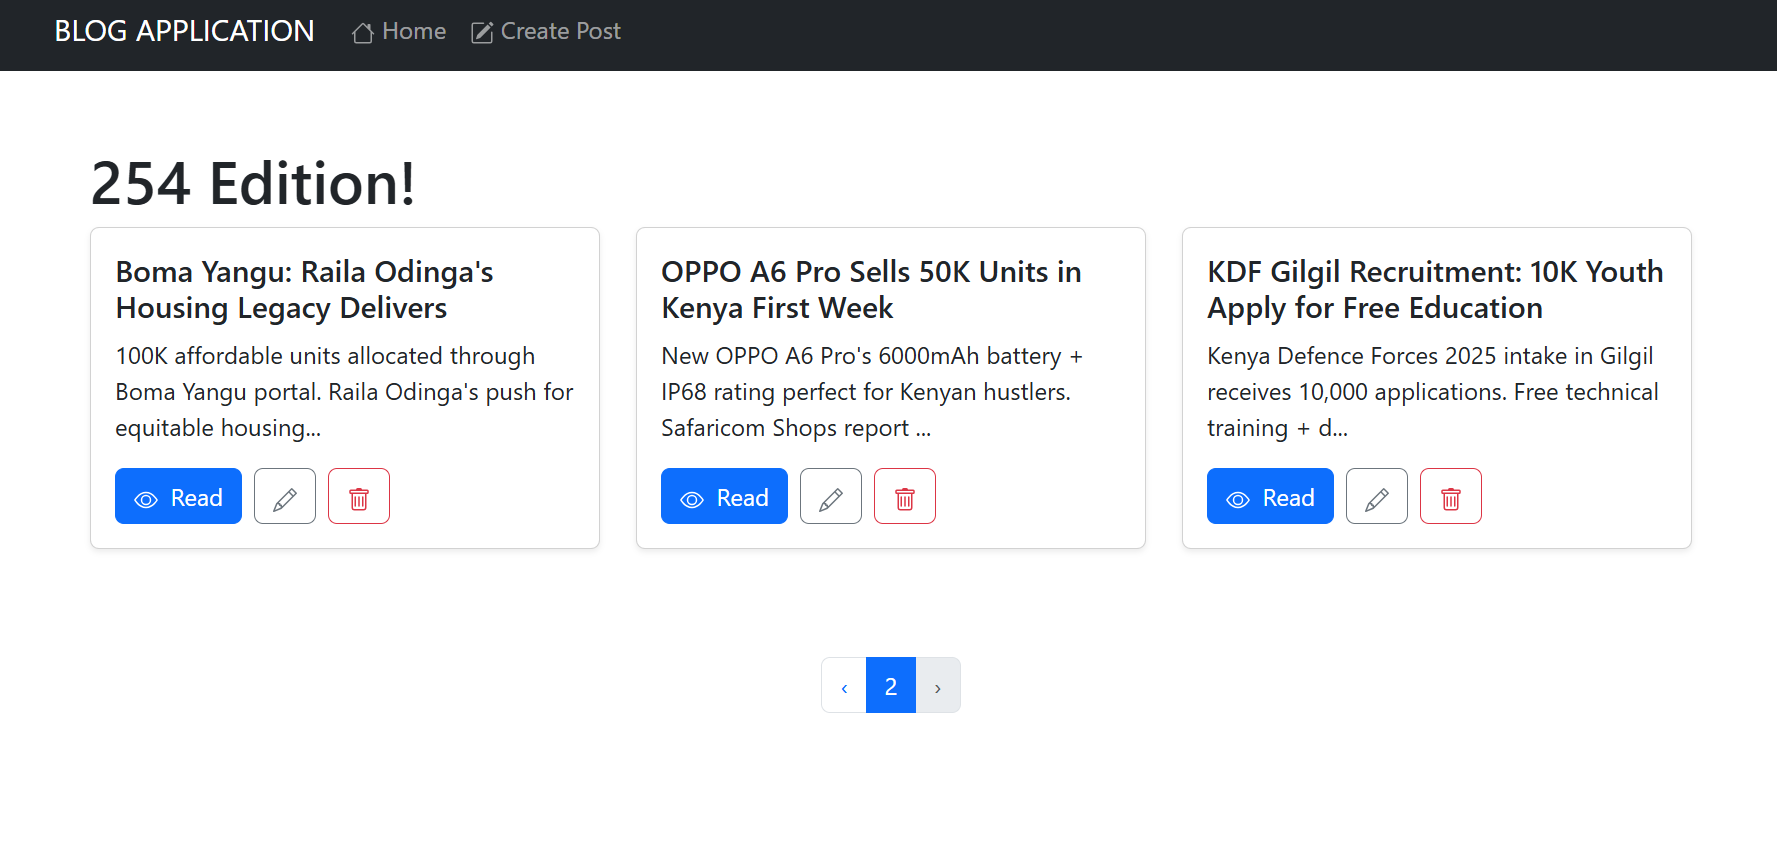 BLOG APPLICATION Home Create Post
254 Edition!
Boma Yangu: Raila Odinga's
Housing Legacy Delivers
100K affordable units allocated through
Boma Yangu portal. Raila Odinga's push for
equitable housing...
Read
OPPO A6 Pro Sells 50K Units in
Kenya First Week
New OPPO A6 Pro's 6000mAh battery +
IP68 rating perfect for Kenyan hustlers.
Safaricom Shops report ...
Read
KDF Gilgil Recruitment: 10K Youth
Apply for Free Education
Kenya Defence Forces 2025 intake in Gilgil
receives 10,000 applications. Free technical
training + d...
Read
‹ 2 ›